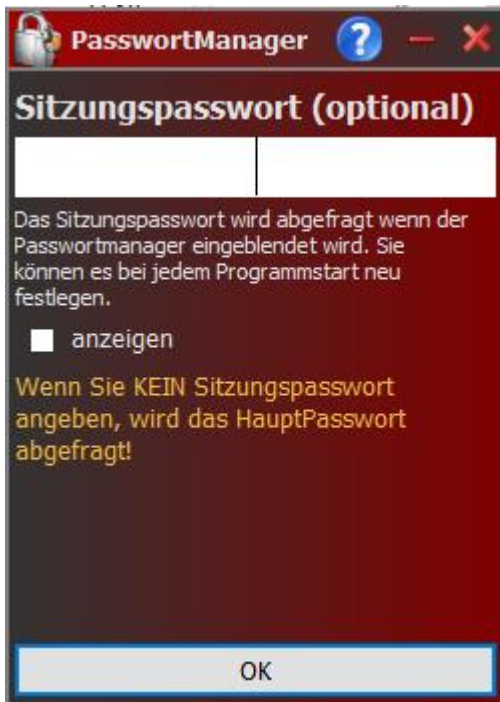 PasswortManager
Sitzungspasswort (optional)
Das Sitzungspasswort wird abgefragt wenn der
Passwortmanager eingeblendet wird. Sie
können es bei jedem Programmstart neu
festlegen.
anzeigen
Wenn Sie KEIN Sitzungspasswort
angeben, wird das HauptPasswort
abgefragt!
OK